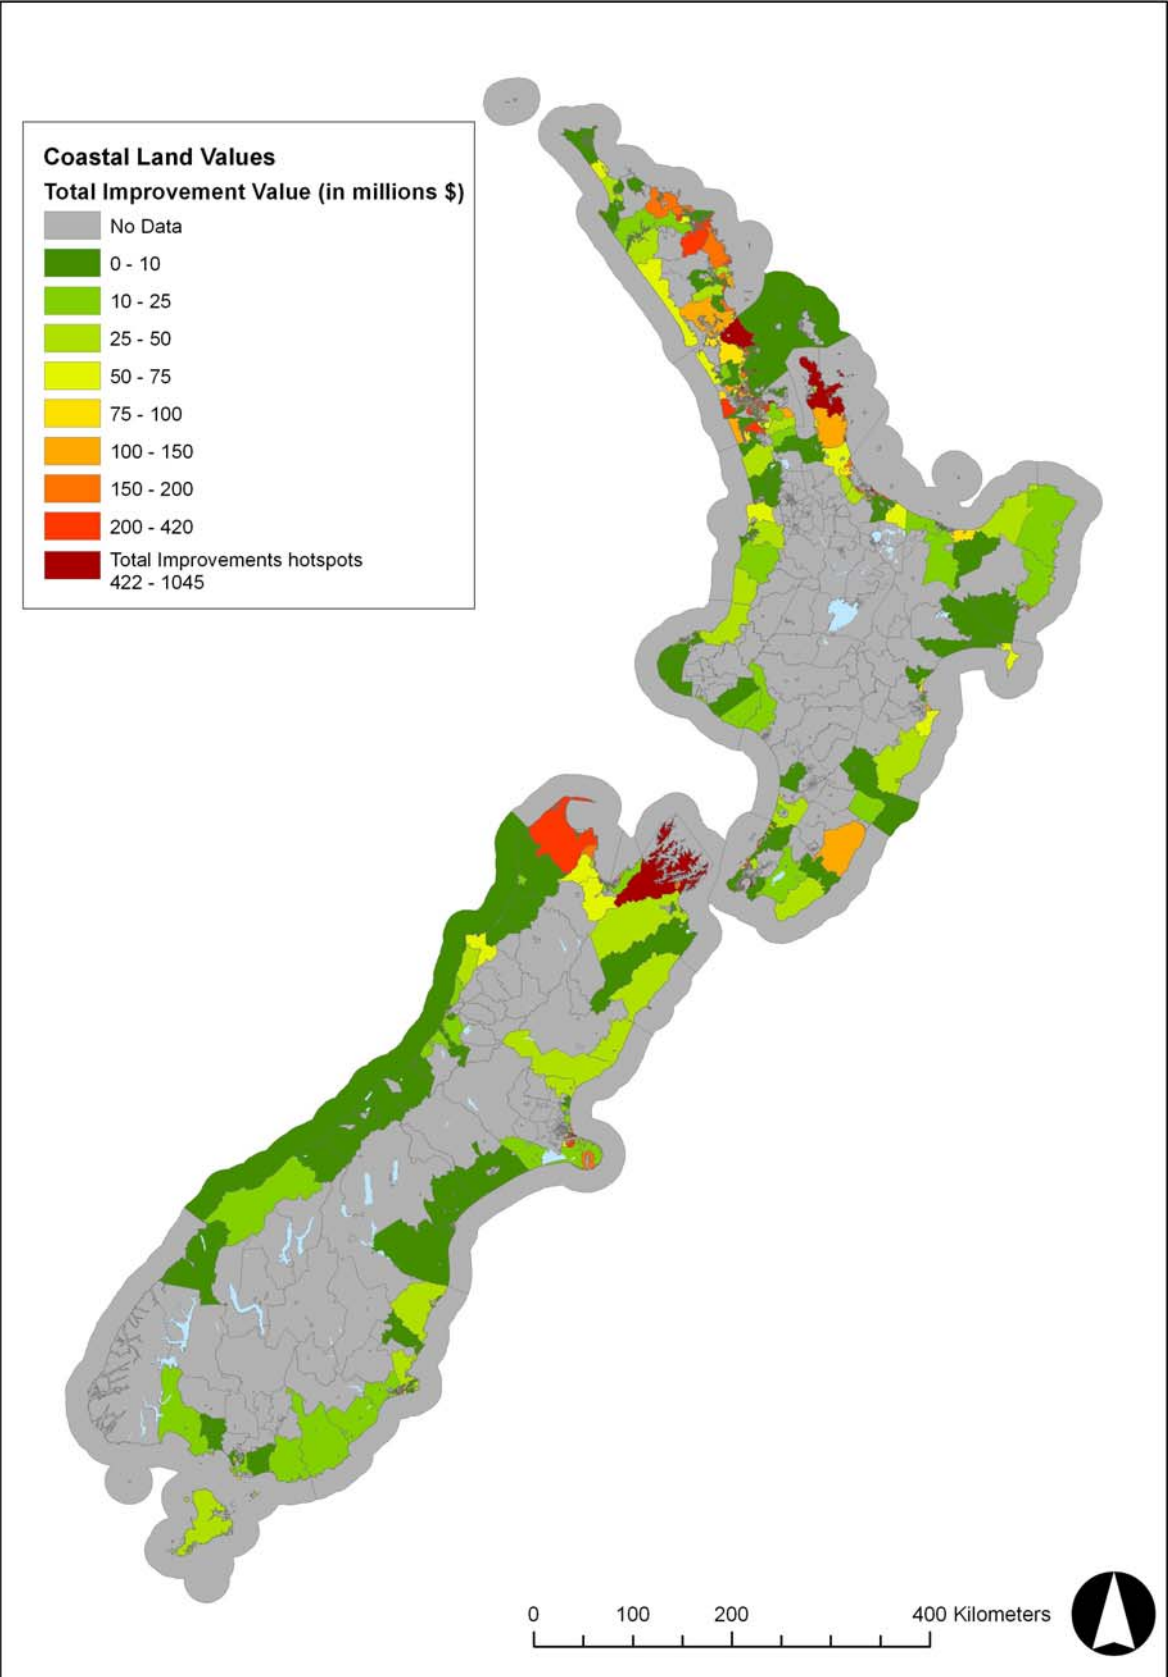 Coastal Land Values
Total Improvement Value (in millions $)
No Data
0 - 10
10 - 25
25 - 50
50 - 75
75 - 100
100 - 150
150 - 200
200 - 420
Total Improvements hotspots
422 - 1045
0 100 200 400 Kilometers